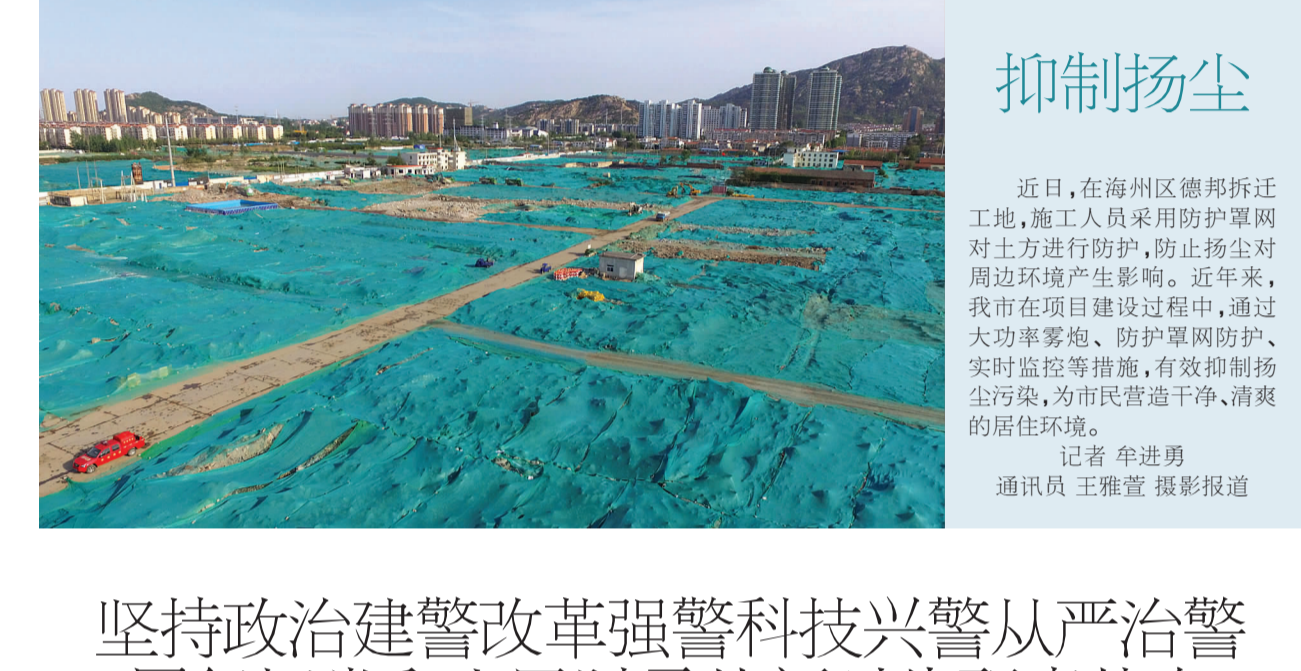 抑制扬尘
近日,在海州区德邦拆迁
工地,施工人员采用防护罩网
对土方进行防护,防止扬尘对
周边环境产生影响。近年来,
我市在项目建设过程中,通过
大功率雾炮、防护罩网防护、
实时监控等措施,有效抑制扬
尘污染,为市民营造干净、清爽
的居住环境。
记者 牟进勇
通讯员 王雅萱 摄影报道
坚持政治建警改革强警科技兴警从严治警